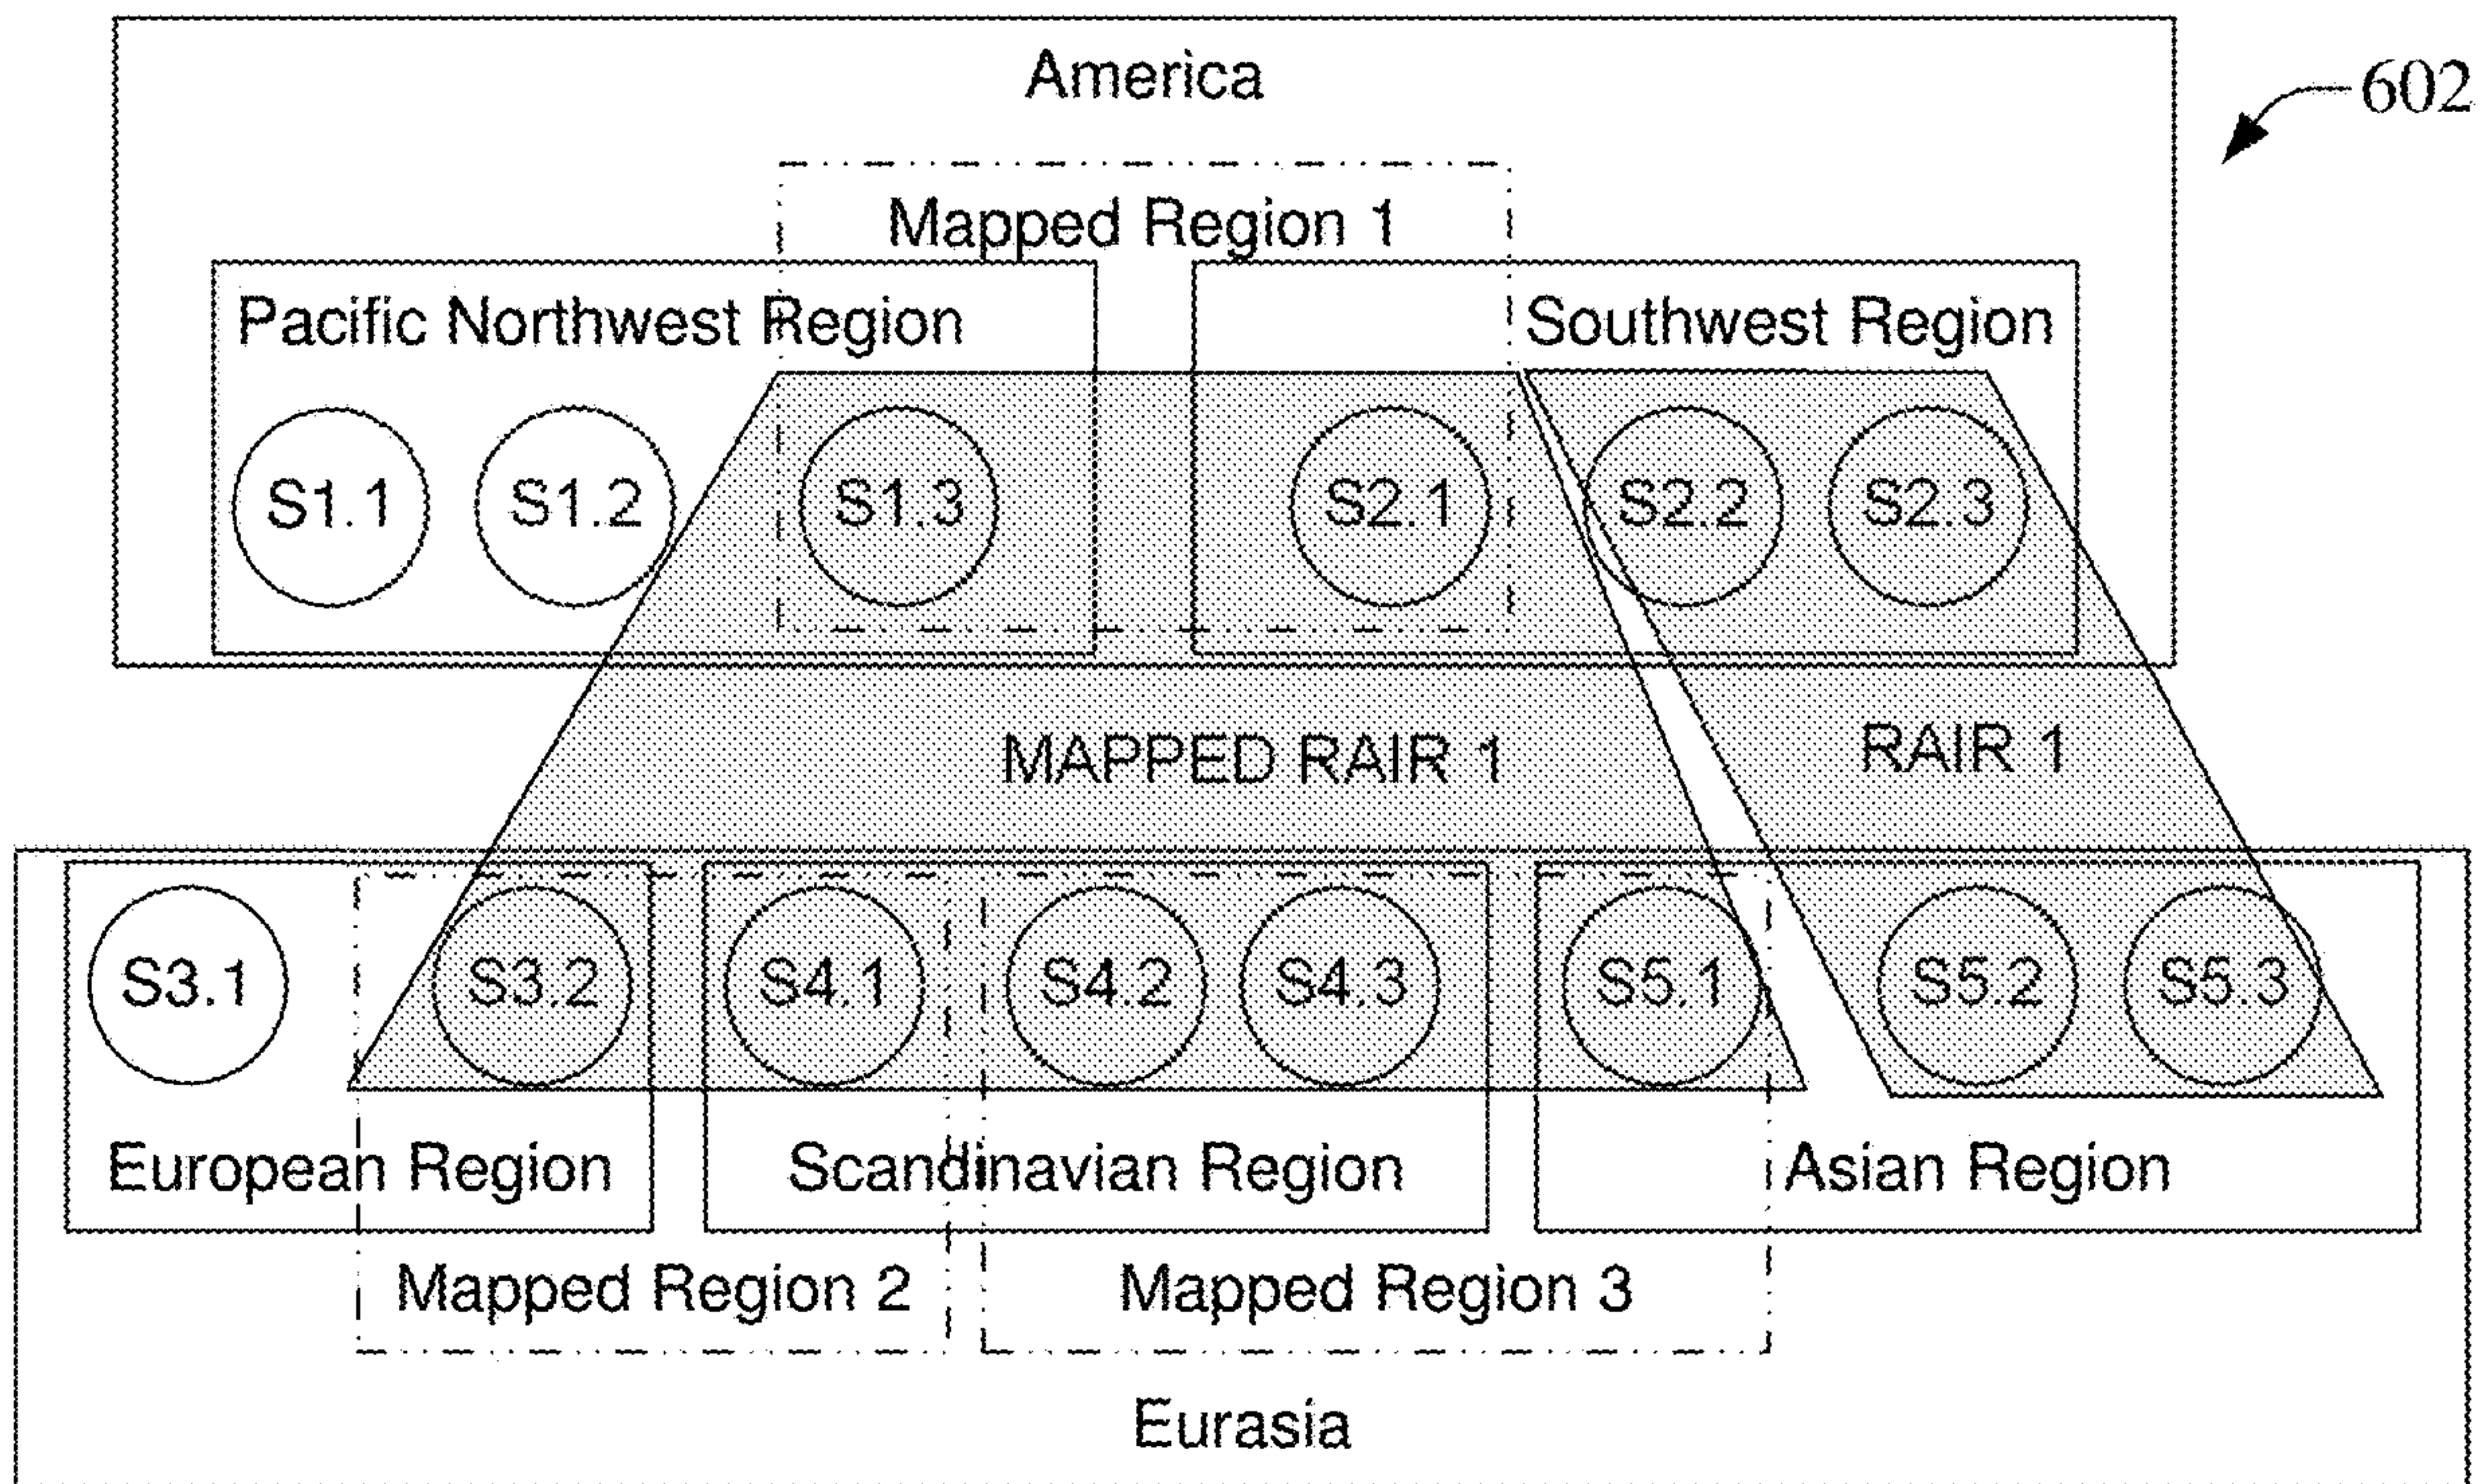 America
602
Mapped Region 1
Pacific Northwest Region
Southwest Region
S1.1 S1.2 S1.3 S2.1 S2.2 S2.3
MAPPED RAIR 1
RAIR 1
S3.1 S3.2 S4.1 S4.2 S4.3 S5.1 S5.2 S5.3
European Region
Scandinavian Region
Asian Region
Mapped Region 2
Mapped Region 3
Eurasia